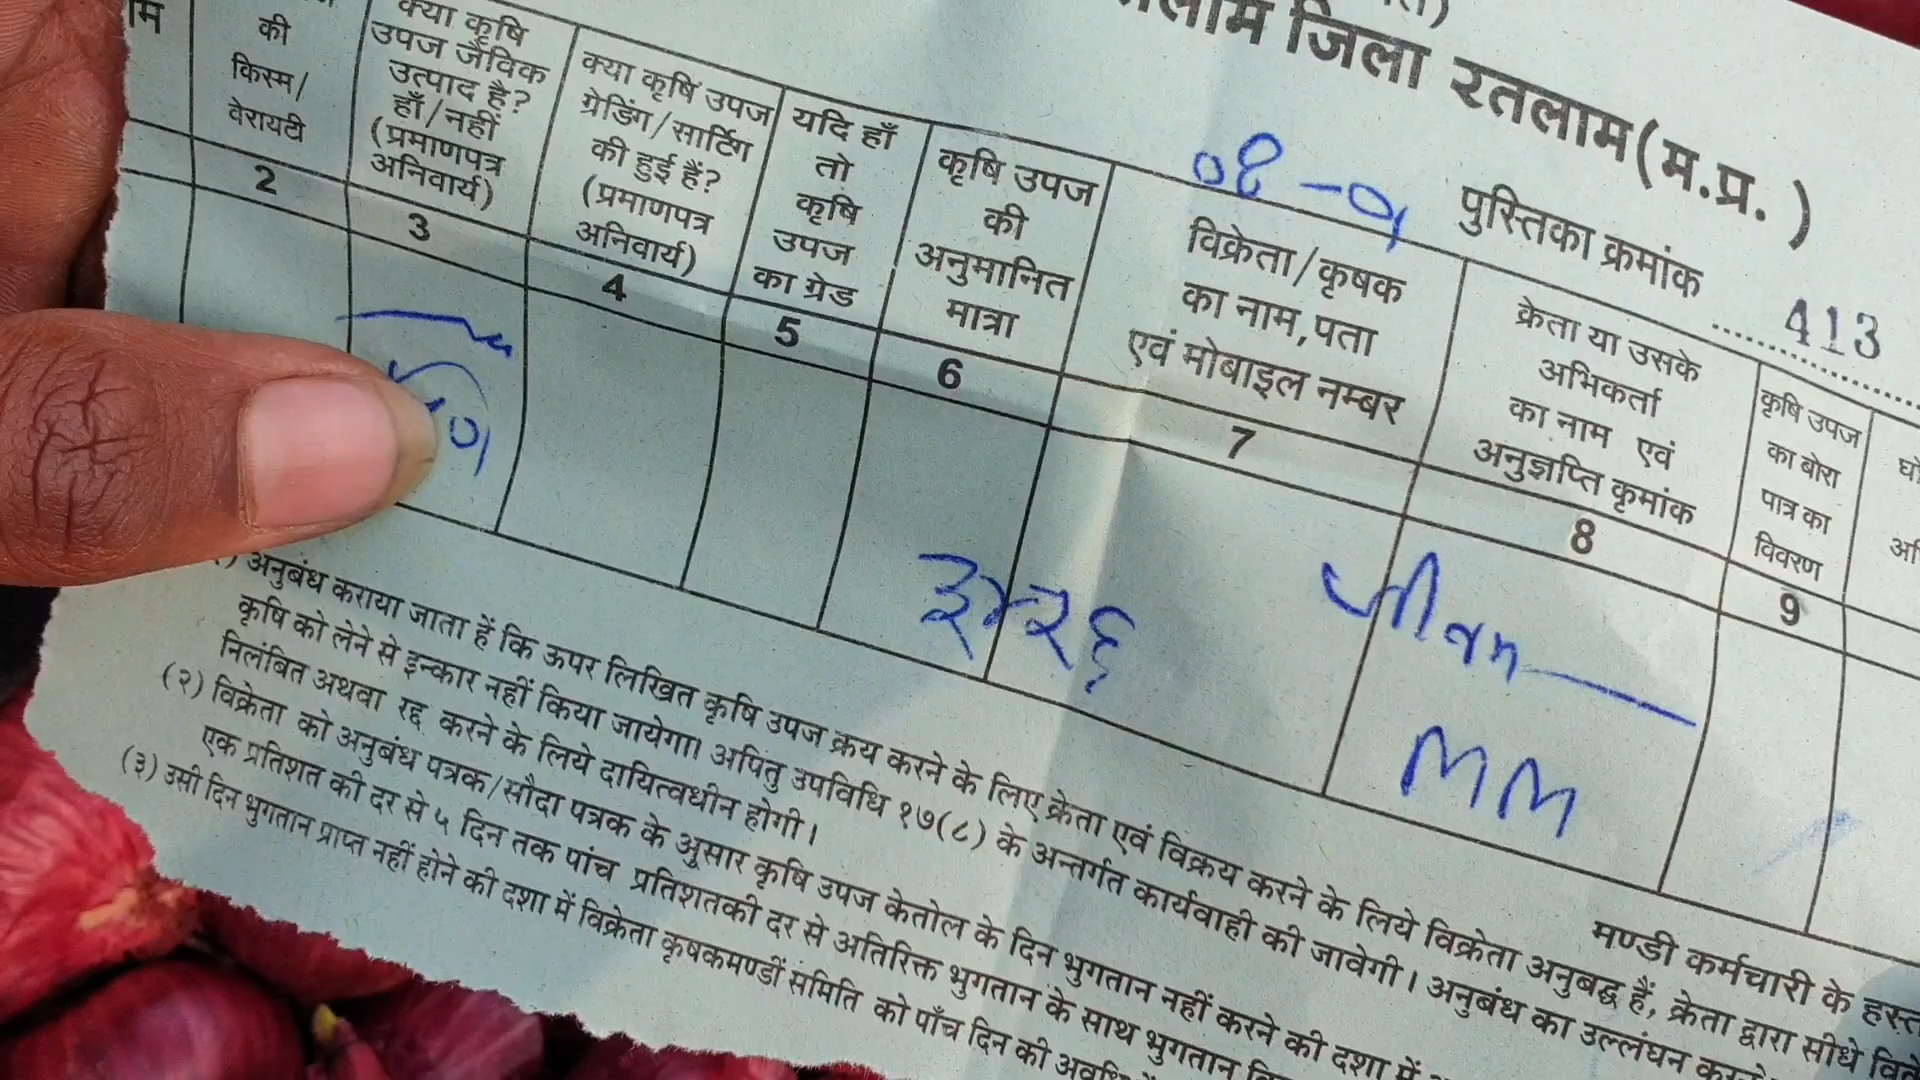 रतलाम जिला रतलाम(म.प्र.)
पुस्तिका क्रमांक 413
की
किस्म/
वेरायटी
2
क्या कृषि
उपज जैविक
उत्पाद है?
हाँ/नहीं
(प्रमाणपत्र
अनिवार्य)
3
क्या कृषि उपज
ग्रेडिंग/सार्टिग
की हुई हैं?
(प्रमाणपत्र
अनिवार्य)
4
यदि हाँ
तो
कृषि
उपज
का ग्रेड
5
कृषि उपज
की
अनुमानित
मात्रा
6
विक्रेता/कृषक
का नाम,पता
एवं मोबाइल नम्बर
7
क्रेता या उसके
अभिकर्ता
का नाम एवं
अनुज्ञप्ति कृमांक
8
कृषि उपज
का बोरा
पात्र का
विवरण
9
MM
अनुबंध कराया जाता हैं कि ऊपर लिखित कृषि उपज क्रय करने के लिए क्रेता एवं विक्रय करने के लिये विक्रेता अनुबद्ध हैं, क्रेता द्वारा सीधे
कृषि को लेने से इन्कार नहीं किया जायेगा। अपितु उपविधि १७(८) के अन्तर्गत कार्यवाही की जावेगी। अनुबंध का उल्लंघन
निलंबित अथवा रद्द करने के लिये दायित्वधीन होगी।
(२) विक्रेता को अनुबंध पत्रक/सौदा पत्रक के अुसार कृषि उपज केतोल के दिन भुगतान नहीं करने की दशा में
एक प्रतिशत की दर से ५ दिन तक पांच प्रतिशतकी दर से अतिरिक्त भुगतान के साथ भुगतान
(३) उसी दिन भुगतान प्राप्त नहीं होने की दशा में विक्रेता कृषकमण्डीं समिति को पाँच दिन की
मण्डी कर्मचारी के